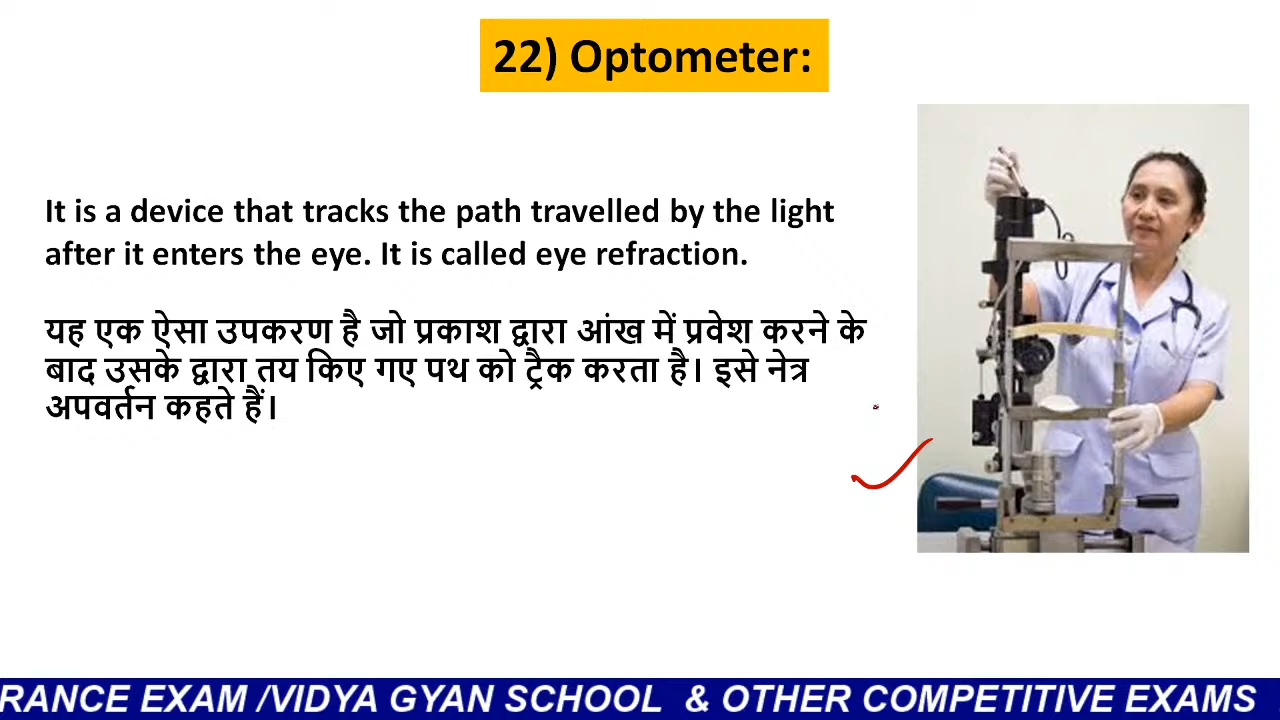 22) Optometer:
It is a device that tracks the path travelled by the light
after it enters the eye. It is called eye refraction.
यह एक ऐसा उपकरण है जो प्रकाश द्वारा आंख में प्रवेश करने के
बाद उसके द्वारा तय किए गए पथ को ट्रैक करता है। इसे नेत्र
अपवर्तन कहते हैं।
RANCE EXAM /VIDYA GYAN SCHOOL & OTHER COMPETITIVE EXAMS